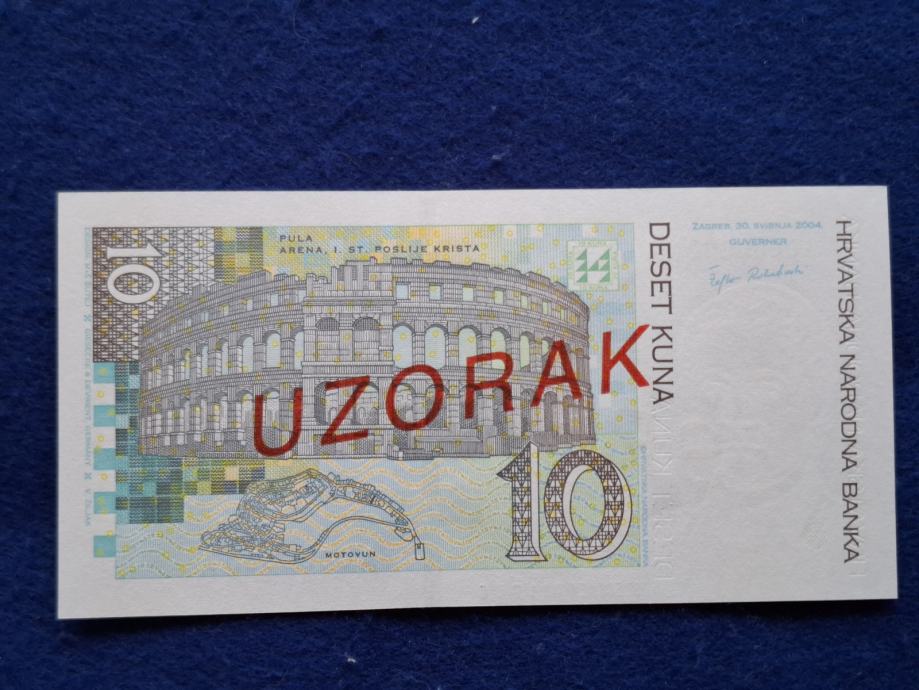 10
PULA
ARENA, I. ST. POSLIJE KRISTA
UZORAK
MOTOVUN
10
DESET KUNA
ZAGREB, 30. SVIBNJA 2004.
GUVERNER
HRVATSKA NARODNA BANKA